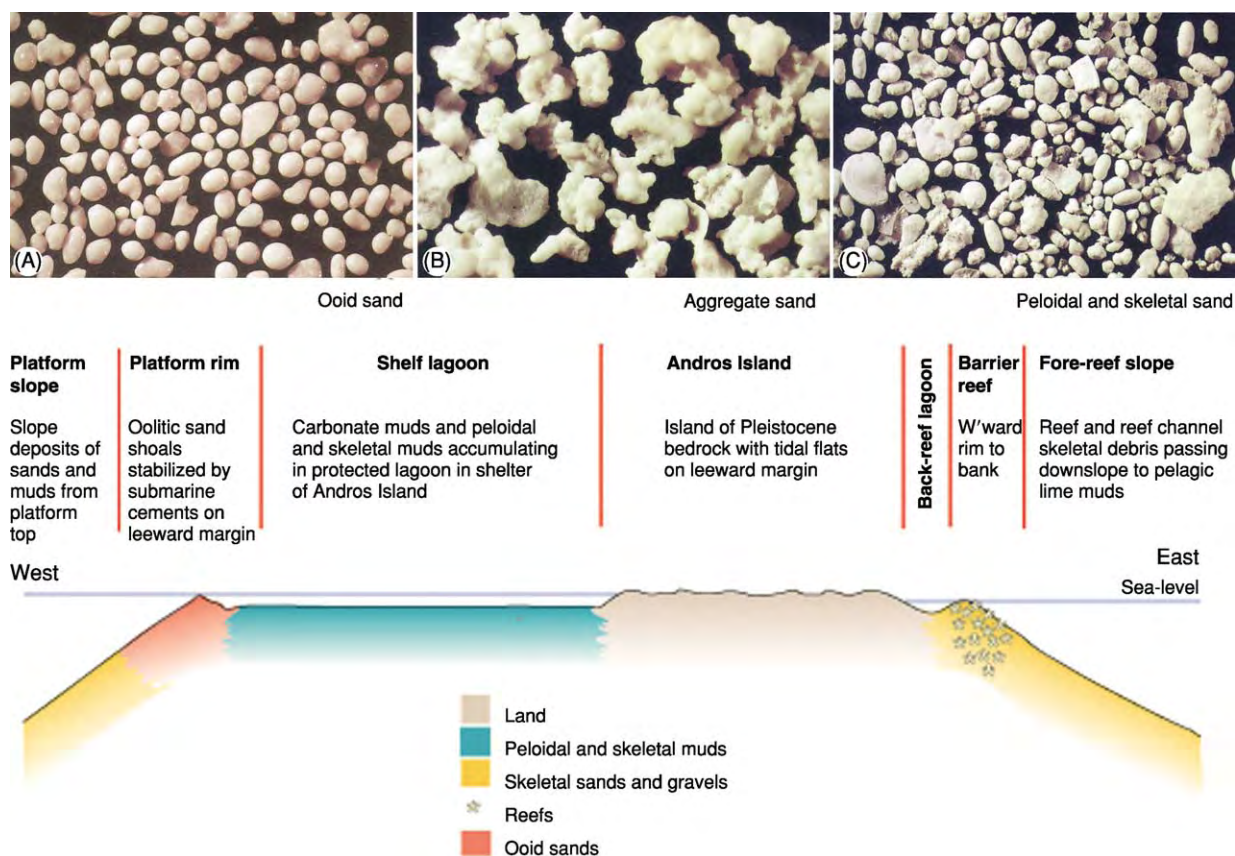 (A)
(B)
(C)
Ooid sand
Aggregate sand
Peloidal and skeletal sand
Platform
slope
Slope
deposits of
sands and
muds from
platform
top
Platform rim
Oolitic sand
shoals
stabilized by
submarine
cements on
leeward margin
Shelf lagoon
Carbonate muds and peloidal
and skeletal muds accumulating
in protected lagoon in shelter
of Andros Island
Andros Island
Island of Pleistocene
bedrock with tidal flats
on leeward margin
Back-reef lagoon
Barrier
reef
W'ward
rim to
bank
Fore-reef slope
Reef and reef channel
skeletal debris passing
downslope to pelagic
lime muds
West
East
Sea-level
Land
Peloidal and skeletal muds
Skeletal sands and gravels
Reefs
Ooid sands